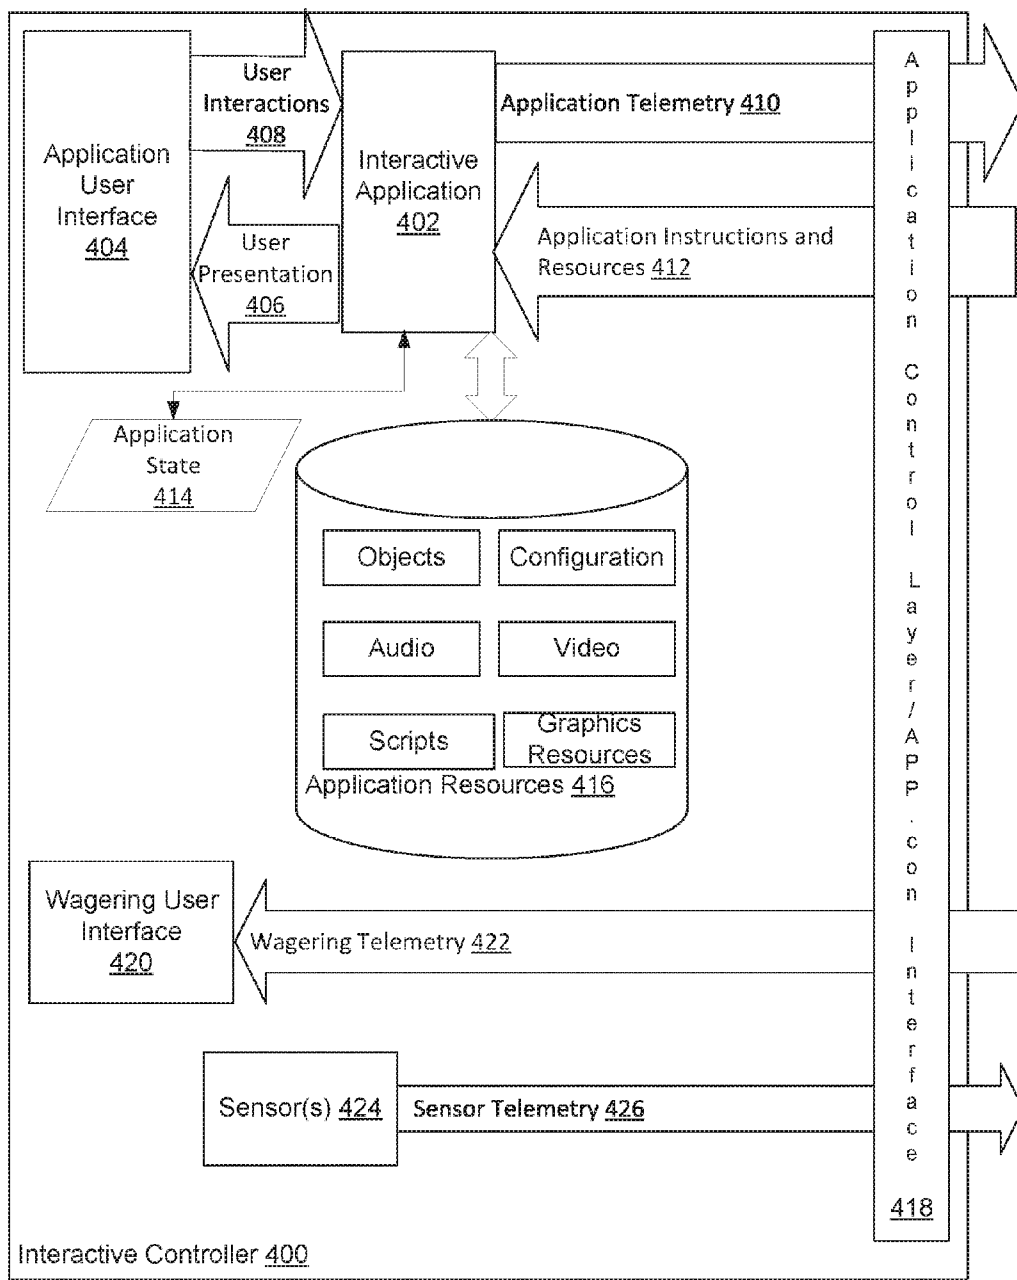 User
Interactions
408
Application
User
Interface
404
Interactive
Application
402
Application Telemetry 410
User
Presentation
406
Application Instructions and
Resources 412
Application
State
414
Objects
Configuration
Audio
Video
Scripts
Graphics
Resources
Application Resources 416
Wagering User
Interface
420
Wagering Telemetry 422
Sensor(s) 424
Sensor Telemetry 426
Application Control Layer/APP.con Interface
418
Interactive Controller 400